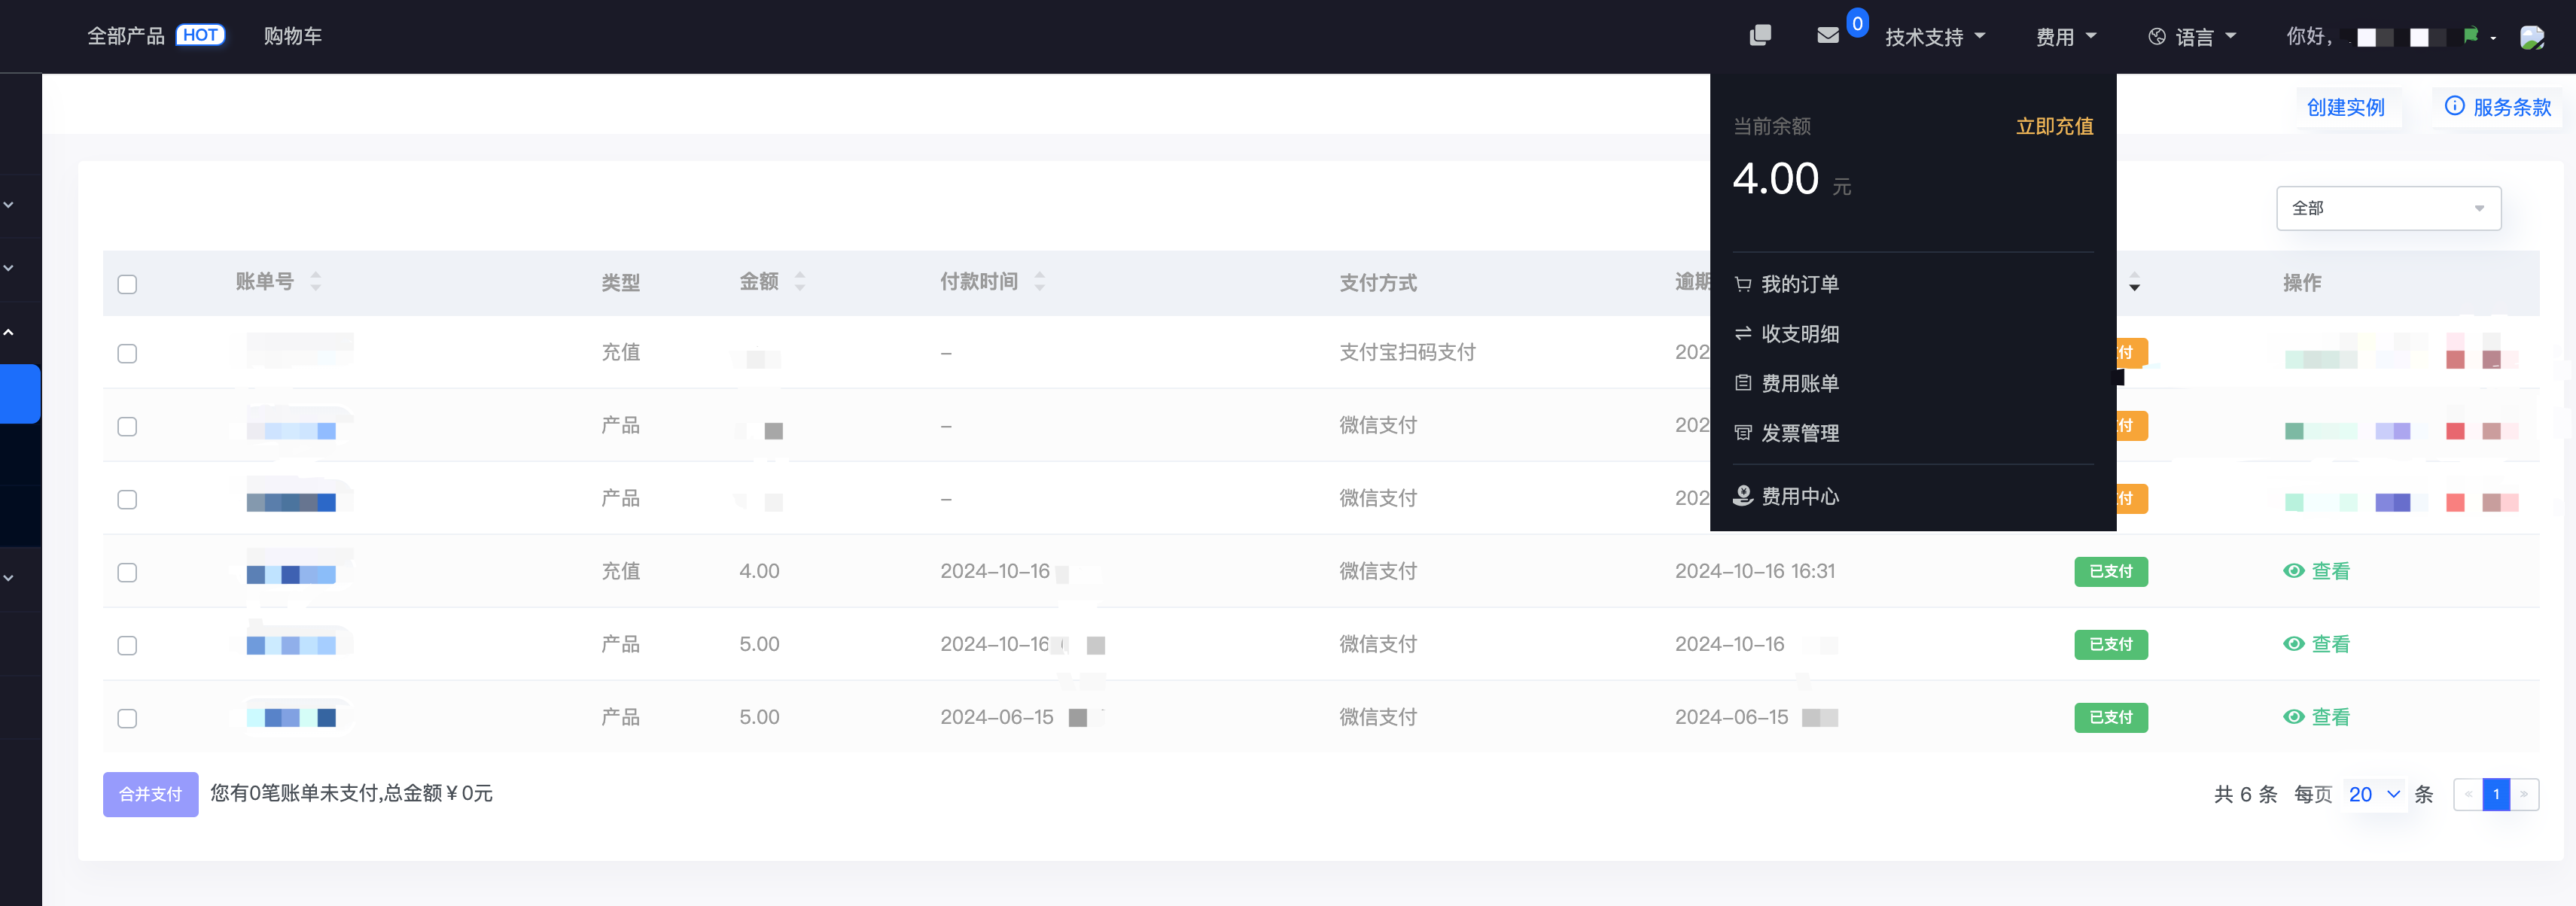 全部产品 HOT 购物车 0 技术支持 费用 语言 你好,
创建实例 服务条款
当前余额 立即充值
4.00 元
全部
我的订单
收支明细
费用账单
发票管理
费用中心
账单号 类型 金额 付款时间 支付方式 逾期 操作
充值 – 支付宝扫码支付 202 付
产品 – 微信支付 202 付
产品 – 微信支付 202 付
充值 4.00 2024-10-16 微信支付 2024-10-16 16:31 已支付 查看
产品 5.00 2024-10-16 微信支付 2024-10-16 已支付 查看
产品 5.00 2024-06-15 微信支付 2024-06-15 已支付 查看
合并支付 您有0笔账单未支付,总金额¥0元 共 6 条 每页 20 条 « 1 »